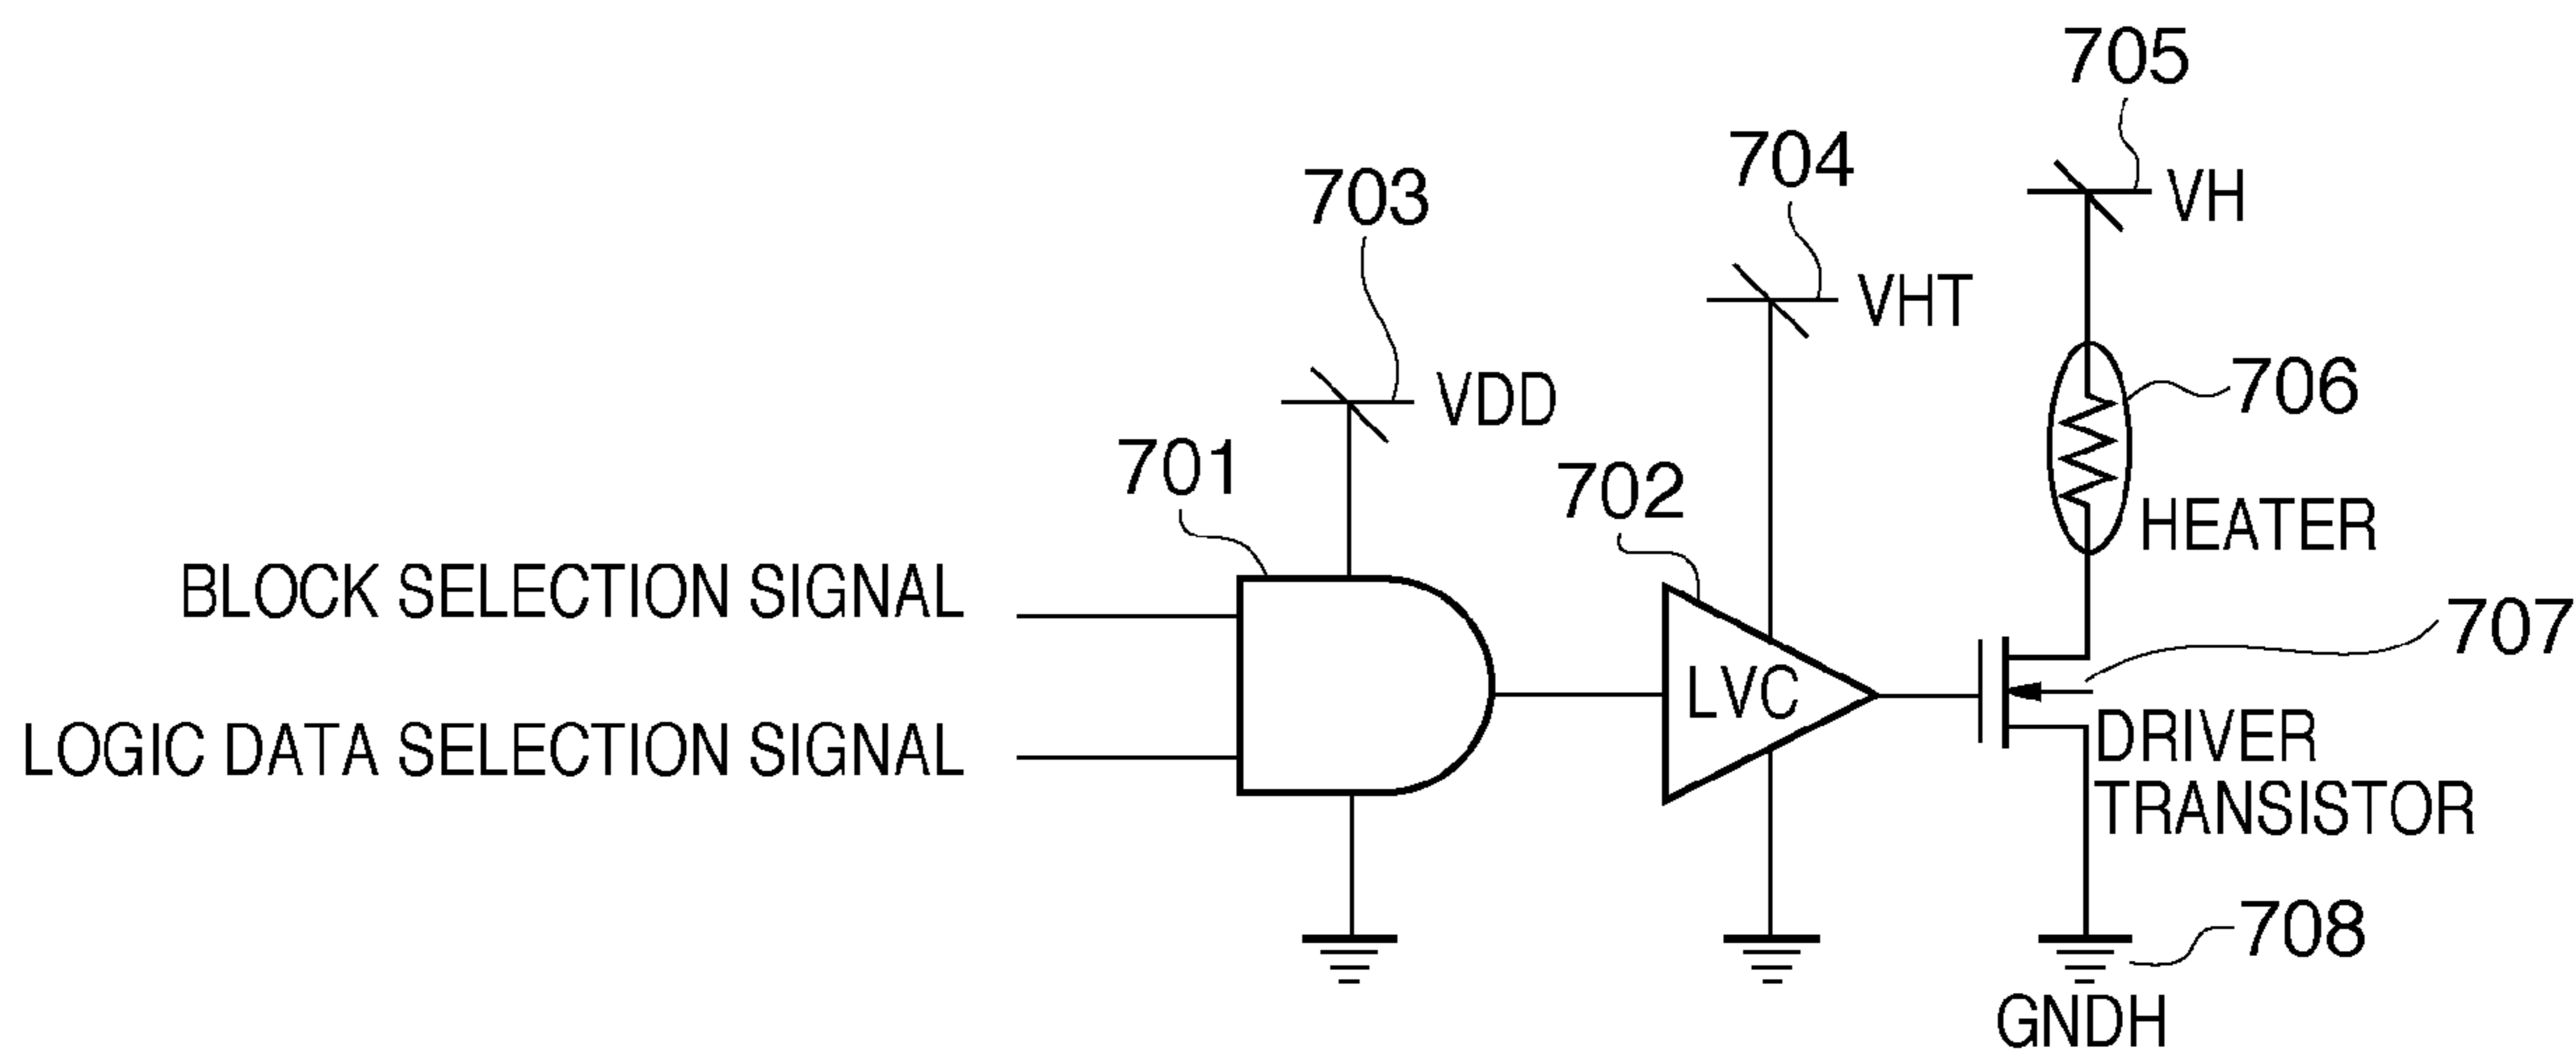 705
VH
704
703
VHT
706
VDD
701
702
HEATER
BLOCK SELECTION SIGNAL
707
LVC
LOGIC DATA SELECTION SIGNAL
DRIVER
TRANSISTOR
708
GNDH